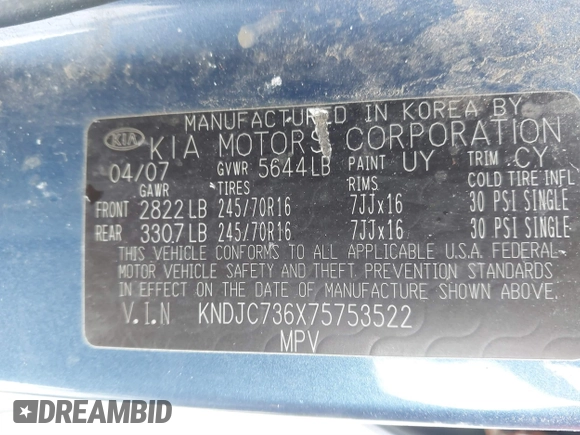 MANUFACTURED IN KOREA BY
KIA KIA MOTORS CORPORATION
04/07 GVWR 5644LB PAINT UY TRIM CY
GAWR TIRES RIMS COLD TIRE INFL
FRONT 2822LB 245/70R16 7JJx16 30 PSI SINGLE
REAR 3307LB 245/70R16 7JJx16 30 PSI SINGLE
THIS VEHICLE CONFORMS TO ALL APPLICABLE U.S.A. FEDERAL
MOTOR VEHICLE SAFETY AND THEFT PREVENTION STANDARDS
IN EFFECT ON THE DATE OF MANUFACTURE SHOWN ABOVE.
V.I.N KNDJC736X75753522
MPV
DREAMBID